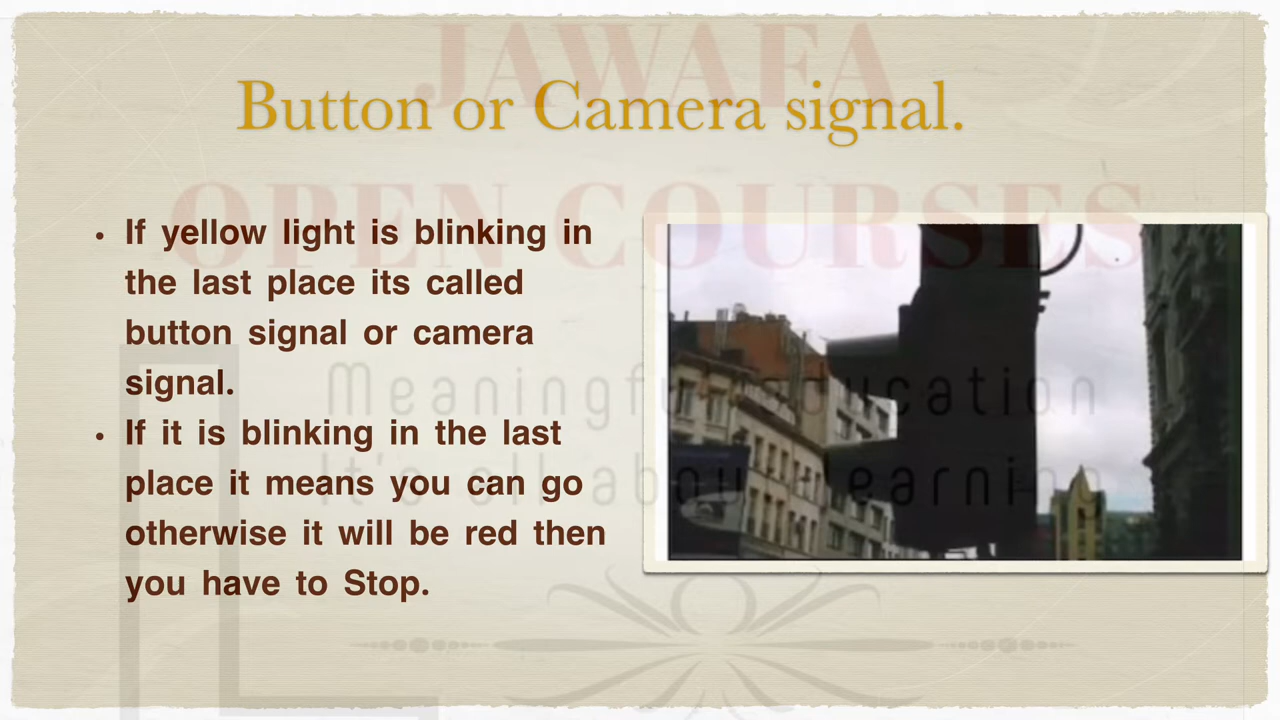 JAWAFA
Button or Camera signal.
OPEN COURSES
• If yellow light is blinking in
the last place its called
button signal or camera
signal.
• If it is blinking in the last
place it means you can go
otherwise it will be red then
you have to Stop.
Meaningful education
It's all about learning